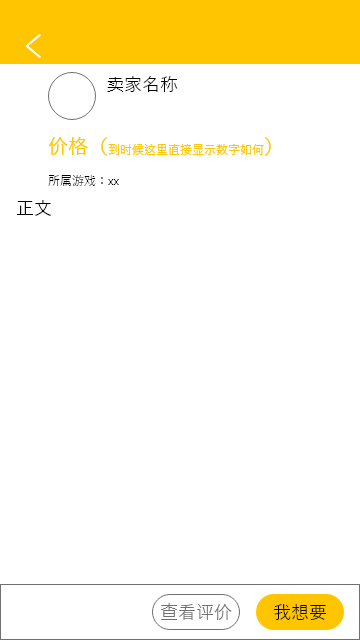 卖家名称
价格（到时候这里直接显示数字如何）
所属游戏：xx
正文
查看评价
我想要